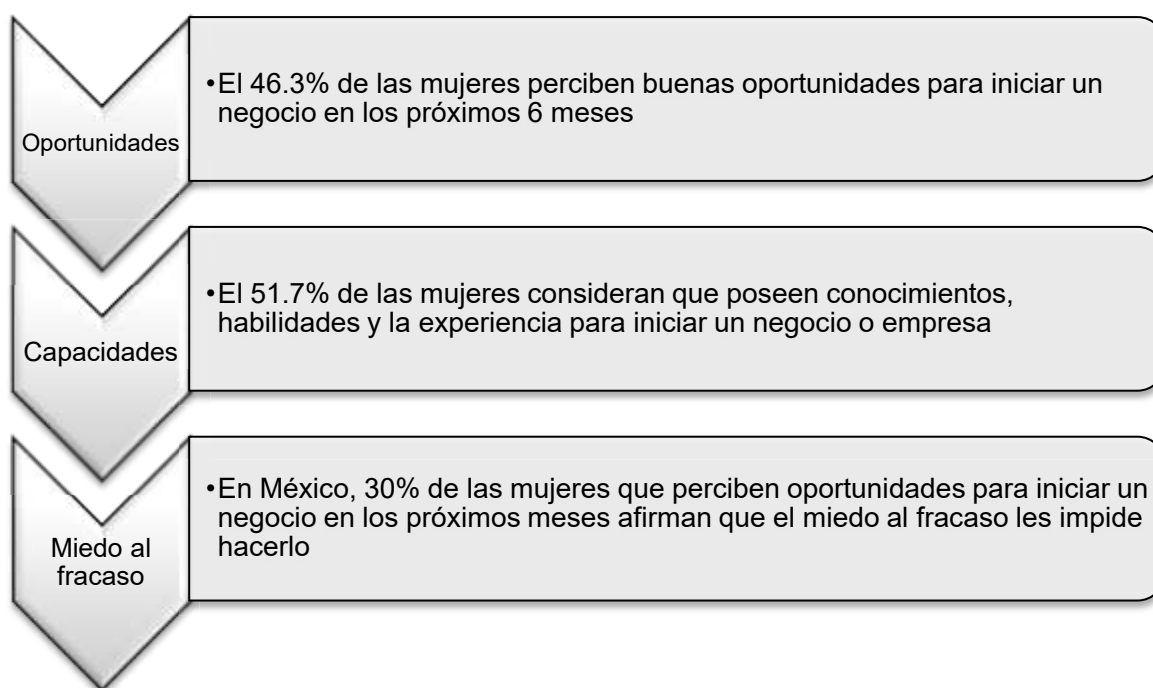 Oportunidades
•El 46.3% de las mujeres perciben buenas oportunidades para iniciar un
negocio en los próximos 6 meses
Capacidades
•El 51.7% de las mujeres consideran que poseen conocimientos,
habilidades y la experiencia para iniciar un negocio o empresa
Miedo al
fracaso
•En México, 30% de las mujeres que perciben oportunidades para iniciar un
negocio en los próximos meses afirman que el miedo al fracaso les impide
hacerlo